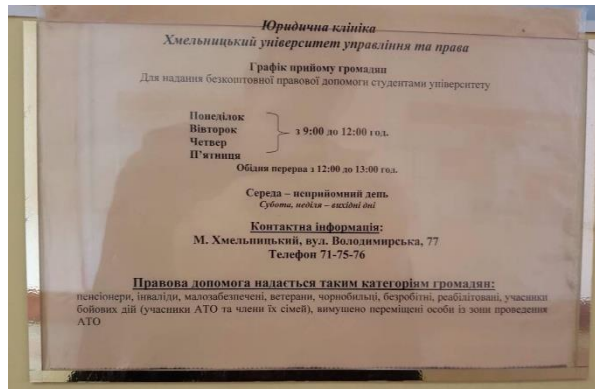 Юридична клініка
Хмельницький університет управління та права
Графік прийому громадян
Для надання безкоштовної правової допомоги студентами університету
Понеділок
Вівторок
Четвер
П'ятниця
з 9:00 до 12:00 год.
Обідня перерва з 12:00 до 13:00 год.
Середа – неприйомний день
Субота, неділя – вихідні дні
Контактна інформація:
М. Хмельницький, вул. Володимирська, 77
Телефон 71-75-76
Правова допомога надається таким категоріям громадян:
пенсіонери, інваліди, малозабезпечені, ветерани, чорнобильці, безробітні, реабілітовані, учасники
бойових дій (учасники АТО та члени їх сімей), вимушено переміщені особи із зони проведення
АТО